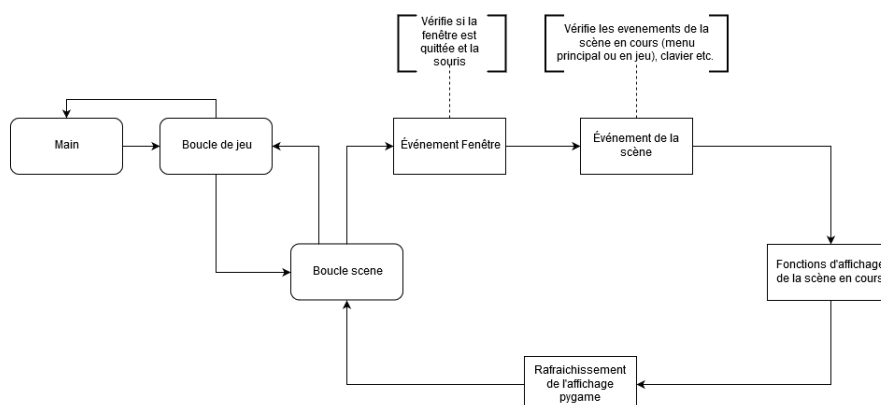 Vérifie si la
fenêtre est
quittée et la
souris
Vérifie les evenements de
la scène en cours (menu
principal ou en jeu), clavier etc.
Main
Boucle de jeu
Événement Fenêtre
Événement de la
scène
Boucle scene
Fonctions d'affichage
de la scène en cours
Rafraichissement
de l'affichage
pygame